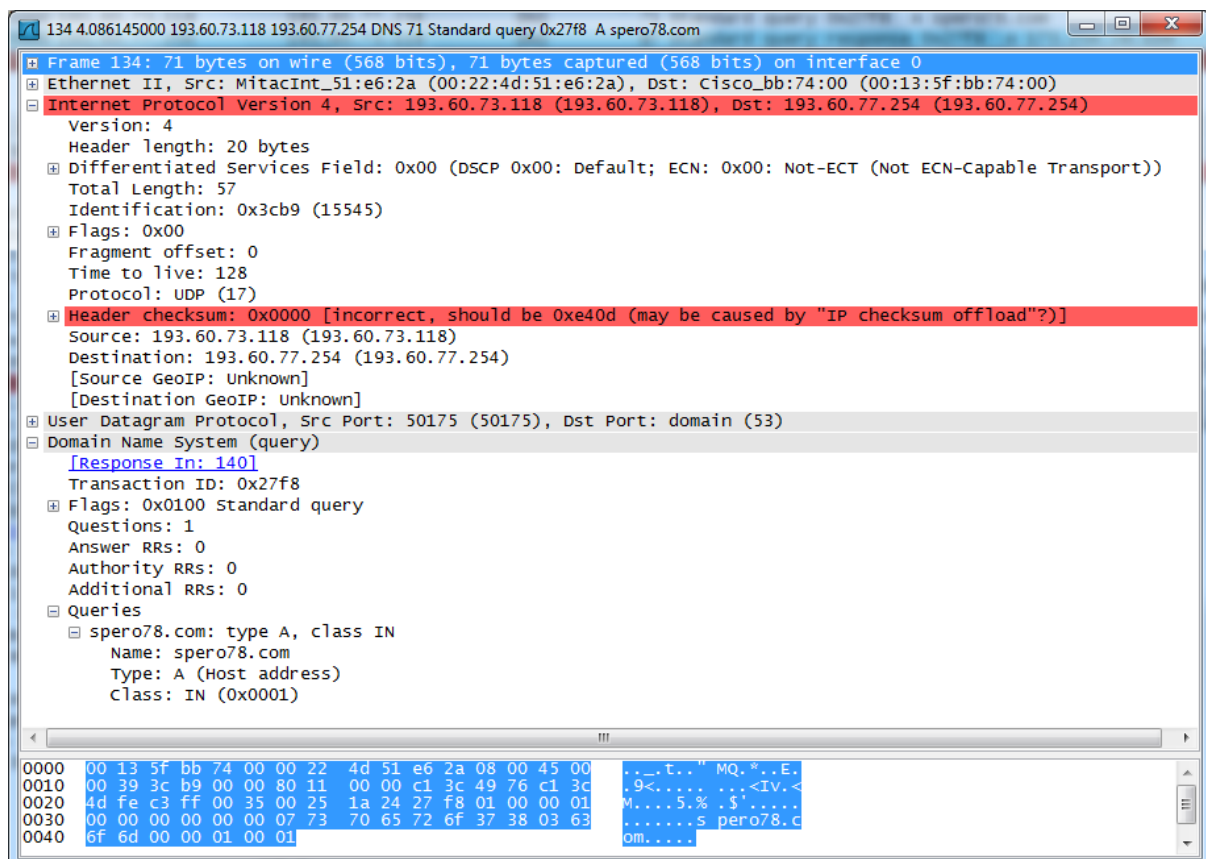 134 4.086145000 193.60.73.118 193.60.77.254 DNS 71 Standard query 0x27f8 A spero78.com
Frame 134: 71 bytes on wire (568 bits), 71 bytes captured (568 bits) on interface 0
Ethernet II, Src: MitacInt_51:e6:2a (00:22:4d:51:e6:2a), Dst: Cisco_bb:74:00 (00:13:5f:bb:74:00)
Internet Protocol Version 4, Src: 193.60.73.118 (193.60.73.118), Dst: 193.60.77.254 (193.60.77.254)
Version: 4
Header length: 20 bytes
Differentiated Services Field: 0x00 (DSCP 0x00: Default; ECN: 0x00: Not-ECT (Not ECN-Capable Transport))
Total Length: 57
Identification: 0x3cb9 (15545)
Flags: 0x00
Fragment offset: 0
Time to live: 128
Protocol: UDP (17)
Header checksum: 0x0000 [incorrect, should be 0xe40d (may be caused by "IP checksum offload"?)]
Source: 193.60.73.118 (193.60.73.118)
Destination: 193.60.77.254 (193.60.77.254)
[Source GeoIP: Unknown]
[Destination GeoIP: Unknown]
User Datagram Protocol, Src Port: 50175 (50175), Dst Port: domain (53)
Domain Name System (query)
[Response In: 140]
Transaction ID: 0x27f8
Flags: 0x0100 Standard query
Questions: 1
Answer RRs: 0
Authority RRs: 0
Additional RRs: 0
Queries
spero78.com: type A, class IN
Name: spero78.com
Type: A (Host address)
Class: IN (0x0001)
0000 00 13 5f bb 74 00 00 22 4d 51 e6 2a 08 00 45 00 .._.t.." MQ.*..E.
0010 00 39 3c b9 00 00 80 11 00 00 c1 3c 49 76 c1 3c .9<..... ...<Iv.<
0020 4d fe c3 ff 00 35 00 25 1a 24 27 f8 01 00 00 01 M....5.% .$'.....
0030 00 00 00 00 00 00 07 73 70 65 72 6f 37 38 03 63 .......s pero78.c
0040 6f 6d 00 00 01 00 01 om.....